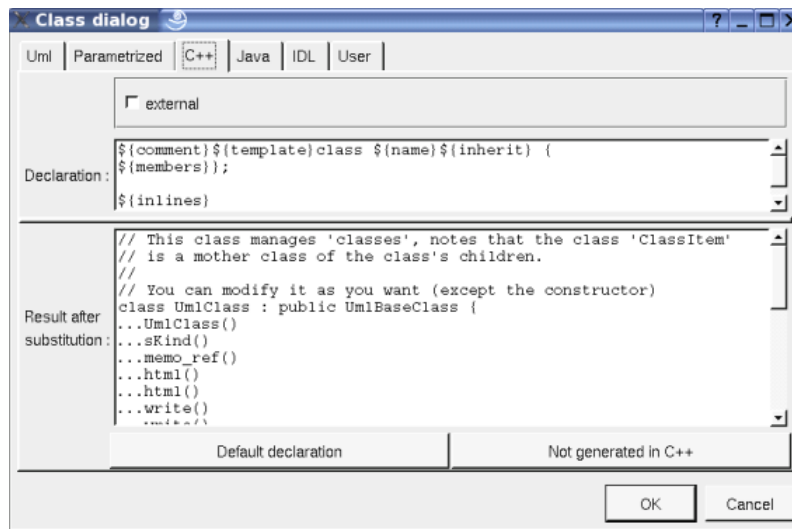 Class dialog
Uml Parametrized C++ Java IDL User
external
Declaration :
${comment}${template}class ${name}${inherit} {
${members}};
${inlines}
Result after
substitution :
// This class manages 'classes', notes that the class 'ClassItem'
// is a mother class of the class's children.
//
// You can modify it as you want (except the constructor)
class UmlClass : public UmlBaseClass {
...UmlClass()
...sKind()
...memo_ref()
...html()
...html()
...write()
Default declaration Not generated in C++
OK Cancel